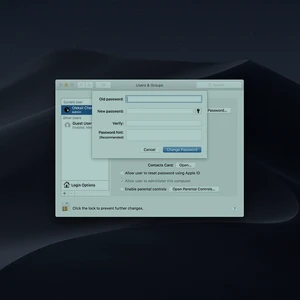 Users & Groups
Search
Current User
Admin
Other Users
Guest User
Old password:
New password:
Verify:
Password hint:
(Recommended)
Cancel
Change Password
Password...
Contacts Card:
Open...
Allow user to reset password using Apple ID
Allow user to administer this computer
Enable parental controls
Open Parental Controls...
Login Options
+
Click the lock to prevent further changes.
?